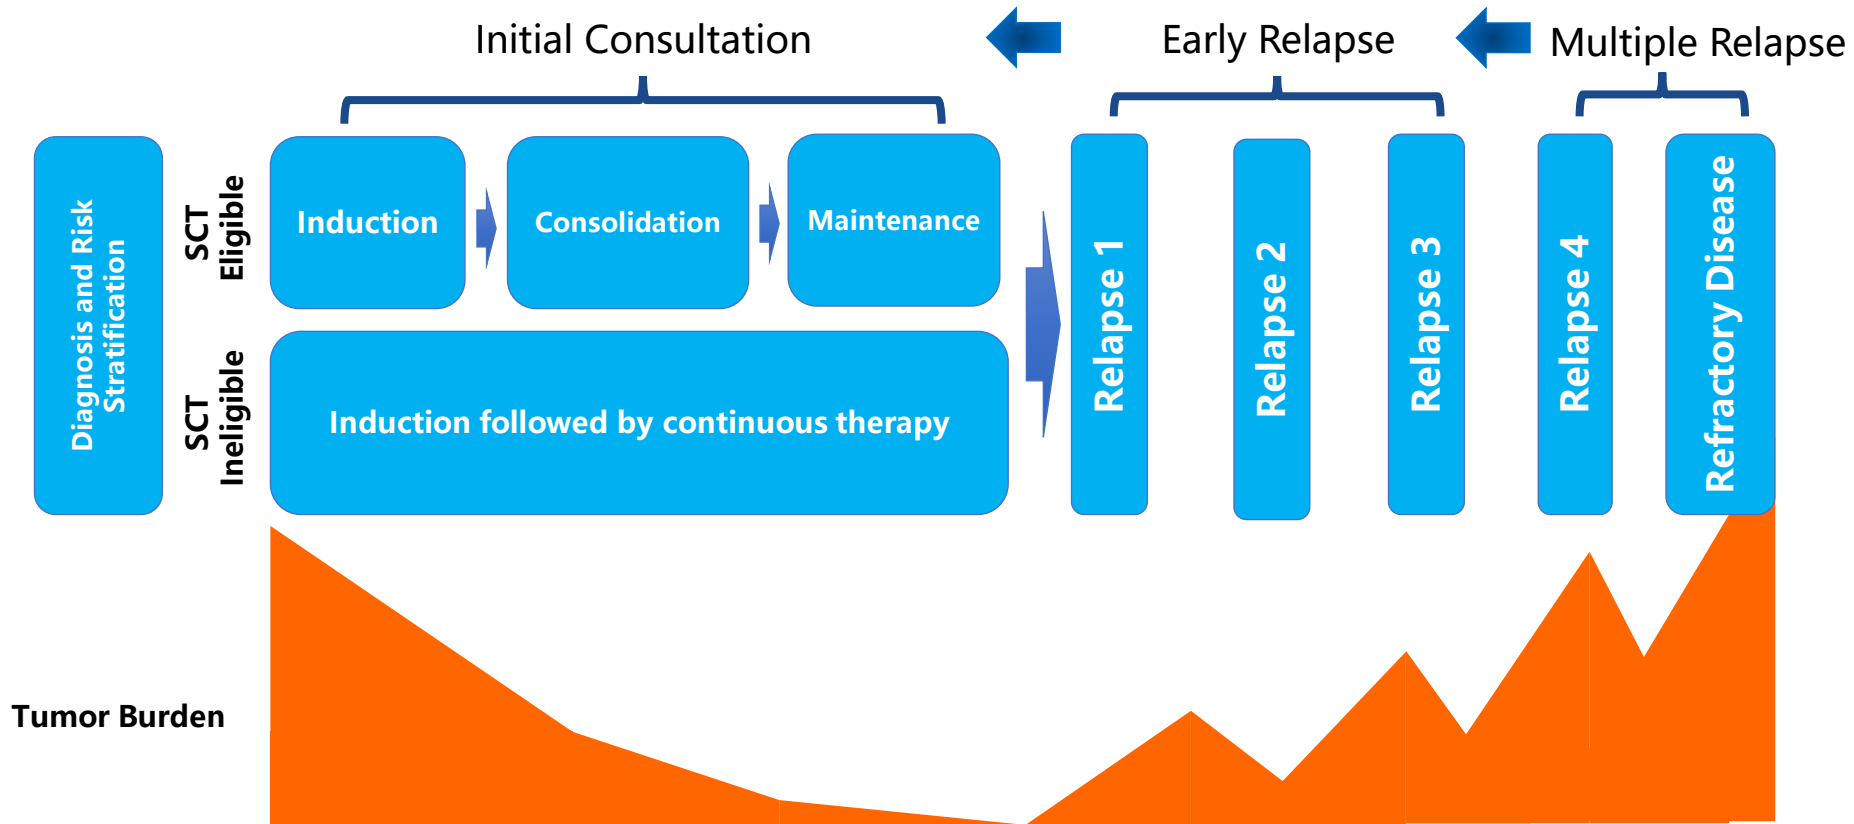 Initial Consultation
Early Relapse
Multiple Relapse
Diagnosis and Risk
Stratification
SCT
Eligible
Induction
Consolidation
Maintenance
SCT
Ineligible
Induction followed by continuous therapy
Relapse 1
Relapse 2
Relapse 3
Relapse 4
Refractory Disease
Tumor Burden